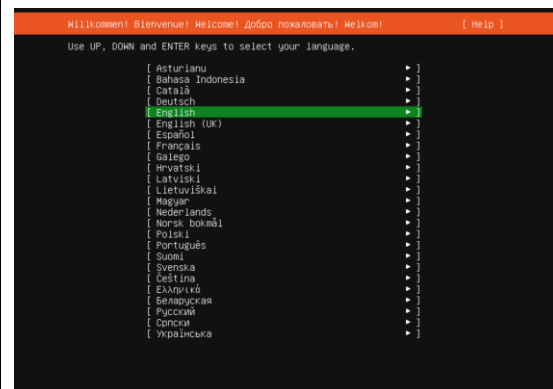 Willkommen! Bienvenue! Welcome! Добро пожаловать! Welkom! [ Help ]
Use UP, DOWN and ENTER keys to select your language.
[ Asturianu ▸ ]
[ Bahasa Indonesia ▸ ]
[ Català ▸ ]
[ Deutsch ▸ ]
[ English ▸ ]
[ English (UK) ▸ ]
[ Español ▸ ]
[ Français ▸ ]
[ Galego ▸ ]
[ Hrvatski ▸ ]
[ Latviski ▸ ]
[ Lietuviškai ▸ ]
[ Magyar ▸ ]
[ Nederlands ▸ ]
[ Norsk bokmål ▸ ]
[ Polski ▸ ]
[ Português ▸ ]
[ Suomi ▸ ]
[ Svenska ▸ ]
[ Čeština ▸ ]
[ Ελληνικά ▸ ]
[ Беларуская ▸ ]
[ Русский ▸ ]
[ Српски ▸ ]
[ Українська ▸ ]